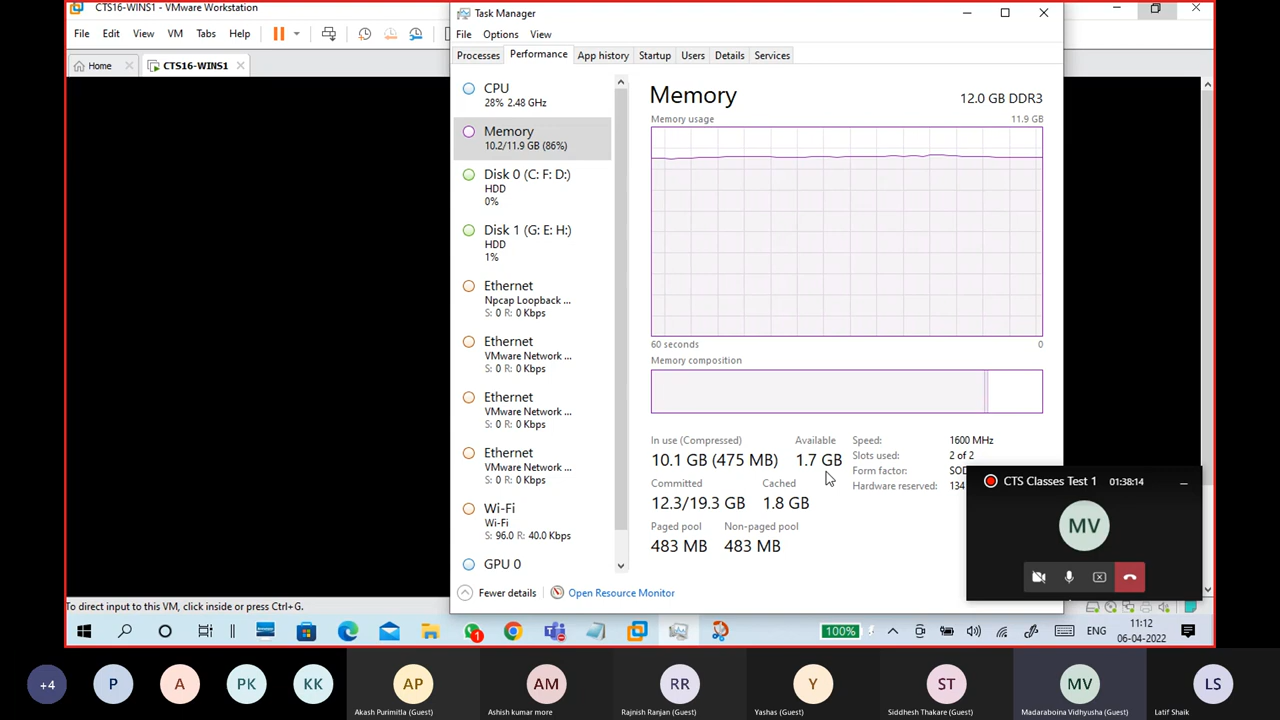 CTS16-WINS1 - VMware Workstation
File Edit View VM Tabs Help
Home
CTS16-WINS1
Task Manager
File Options View
Processes Performance App history Startup Users Details Services
CPU
28% 2.48 GHz
Memory
10.2/11.9 GB (86%)
Disk 0 (C: F: D:)
HDD
0%
Disk 1 (G: E: H:)
HDD
1%
Ethernet
Npcap Loopback ...
S: 0 R: 0 Kbps
Ethernet
VMware Network ...
S: 0 R: 0 Kbps
Ethernet
VMware Network ...
S: 0 R: 0 Kbps
Ethernet
VMware Network ...
S: 0 R: 0 Kbps
Wi-Fi
Wi-Fi
S: 96.0 R: 40.0 Kbps
GPU 0
Memory 12.0 GB DDR3
Memory usage 11.9 GB
60 seconds 0
Memory composition
In use (Compressed) Available
10.1 GB (475 MB) 1.7 GB
Committed Cached
12.3/19.3 GB 1.8 GB
Paged pool Non-paged pool
483 MB 483 MB
Speed: 1600 MHz
Slots used: 2 of 2
Form factor: SOD
Hardware reserved: 134
Fewer details Open Resource Monitor
CTS Classes Test 1 01:38:14
MV
To direct input to this VM, click inside or press Ctrl+G.
1
100%
ENG
11:12
06-04-2022
+4 P A PK KK AP AM RR Y ST MV LS
Akash Purimitla (Guest) Ashish kumar more Rajnish Ranjan (Guest) Yashas (Guest) Siddhesh Thakare (Guest) Madaraboina Vidhyusha (Guest) Latif Shaik